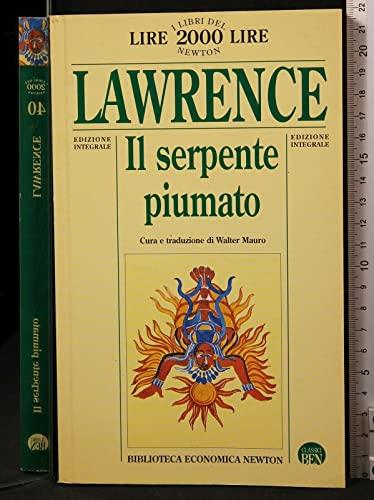 I LIBRI DEL
LIRE 2000 LIRE
NEWTON
LAWRENCE
EDIZIONE
INTEGRALE
EDIZIONE
INTEGRALE
Il serpente
piumato
Cura e traduzione di Walter Mauro
BIBLIOTECA ECONOMICA NEWTON
CLASSICI
BEN
LAWRENCE
Il serpente piumato